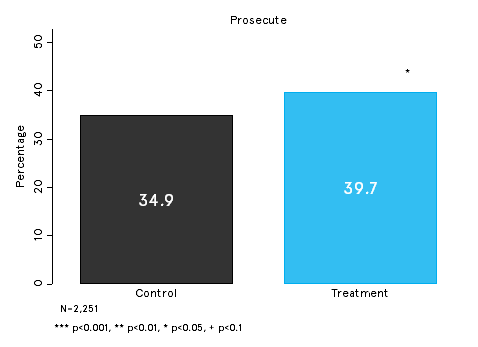 Prosecute
50
40
30
20
10
0
Percentage
*
34.9
39.7
Control
Treatment
N=2,251
*** p<0.001, ** p<0.01, * p<0.05, + p<0.1